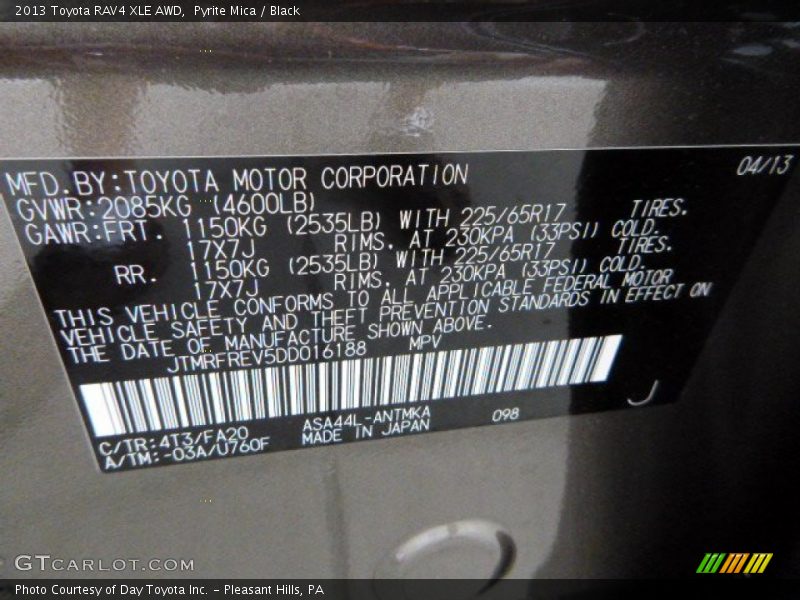 2013 Toyota RAV4 XLE AWD, Pyrite Mica / Black
04/13
MFD.BY:TOYOTA MOTOR CORPORATION
GVWR:2085KG (4600LB)
GAWR:FRT. 1150KG (2535LB) WITH 225/65R17 TIRES.
17X7J RIMS. AT 230KPA (33PSI) COLD.
RR. 1150KG (2535LB) WITH 225/65R17 TIRES.
17X7J RIMS. AT 230KPA (33PSI) COLD.
THIS VEHICLE CONFORMS TO ALL APPLICABLE FEDERAL MOTOR
VEHICLE SAFETY AND THEFT PREVENTION STANDARDS IN EFFECT ON
THE DATE OF MANUFACTURE SHOWN ABOVE.
JTMRFREV5DD016188 MPV
C/TR:4T3/FA20 ASA44L-ANTMKA 098 J
A/TM:-03A/U760F MADE IN JAPAN
GTCARLOT.COM
Photo Courtesy of Day Toyota Inc. - Pleasant Hills, PA